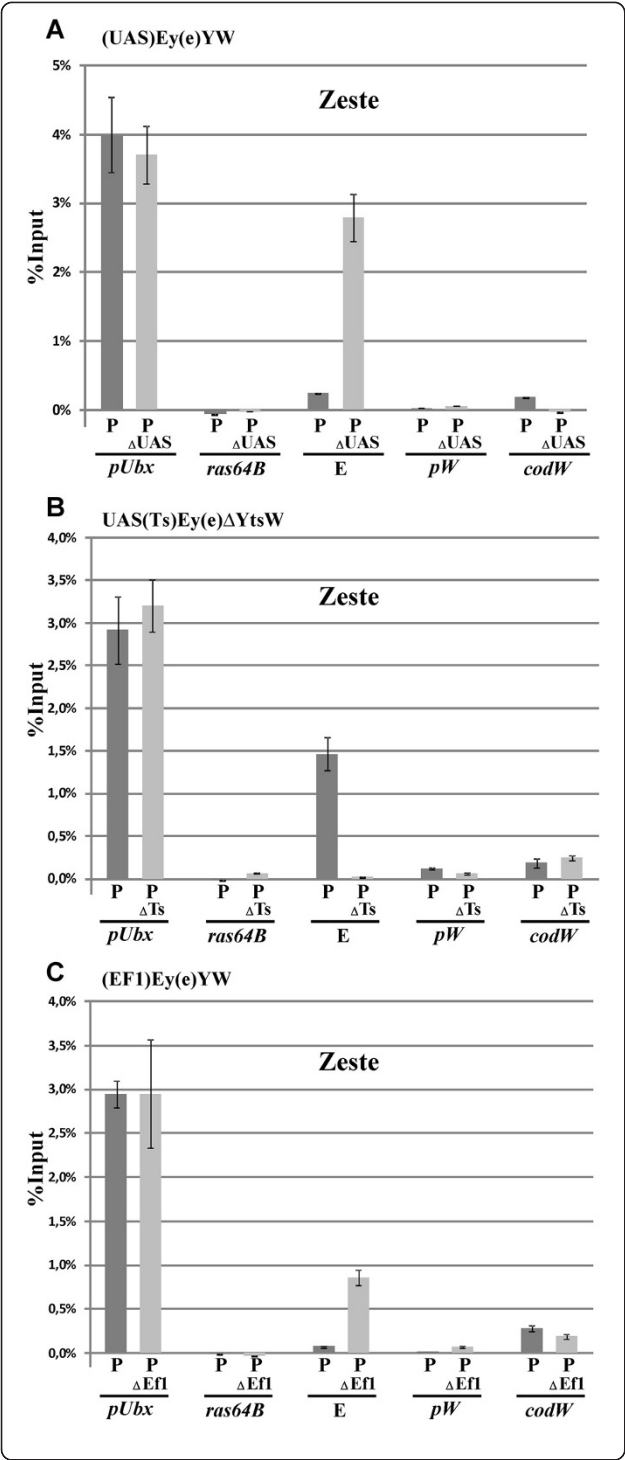 A
(UAS)Ey(e)YW
Zeste
%Input
5%
4%
3%
2%
1%
0%
P P P P P P P P P P
ΔUAS ΔUAS ΔUAS ΔUAS ΔUAS
pUbx ras64B E pW codW
B
UAS(Ts)Ey(e)ΔYtsW
Zeste
%Input
4,0%
3,5%
3,0%
2,5%
2,0%
1,5%
1,0%
0,5%
0,0%
P P P P P P P P P P
ΔTs ΔTs ΔTs ΔTs ΔTs
pUbx ras64B E pW codW
C
(EF1)Ey(e)YW
Zeste
%Input
4,0%
3,5%
3,0%
2,5%
2,0%
1,5%
1,0%
0,5%
0,0%
P P P P P P P P P P
ΔEf1 ΔEf1 ΔEf1 ΔEf1 ΔEf1
pUbx ras64B E pW codW